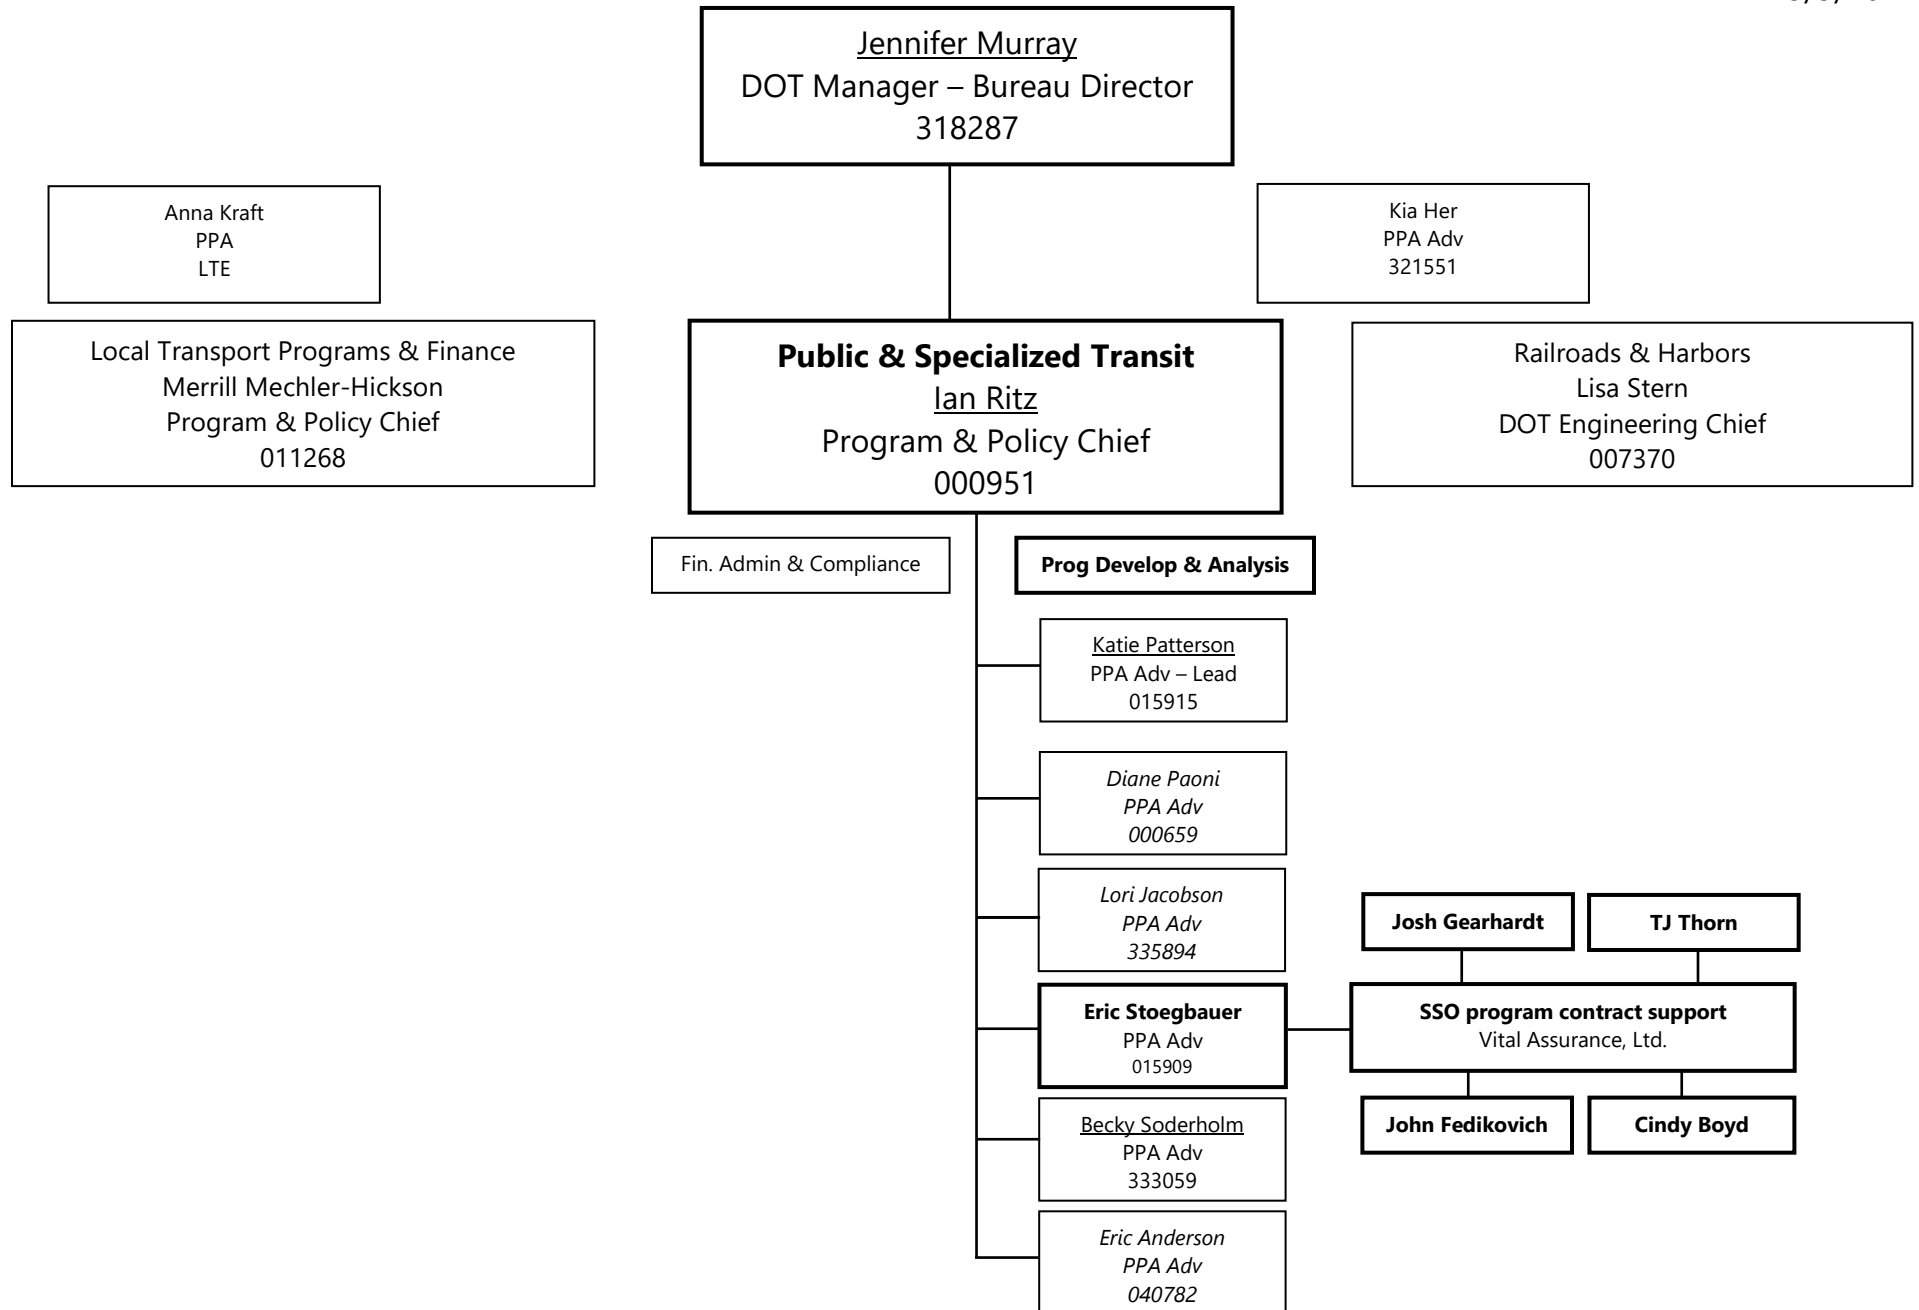 Jennifer Murray
DOT Manager – Bureau Director
318287
Anna Kraft
PPA
LTE
Kia Her
PPA Adv
321551
Local Transport Programs & Finance
Merrill Mechler-Hickson
Program & Policy Chief
011268
Public & Specialized Transit
Ian Ritz
Program & Policy Chief
000951
Railroads & Harbors
Lisa Stern
DOT Engineering Chief
007370
Fin. Admin & Compliance
Prog Develop & Analysis
Katie Patterson
PPA Adv – Lead
015915
Diane Paoni
PPA Adv
000659
Lori Jacobson
PPA Adv
335894
Eric Stoegbauer
PPA Adv
015909
Josh Gearhardt
TJ Thorn
SSO program contract support
Vital Assurance, Ltd.
John Fedikovich
Cindy Boyd
Becky Soderholm
PPA Adv
333059
Eric Anderson
PPA Adv
040782